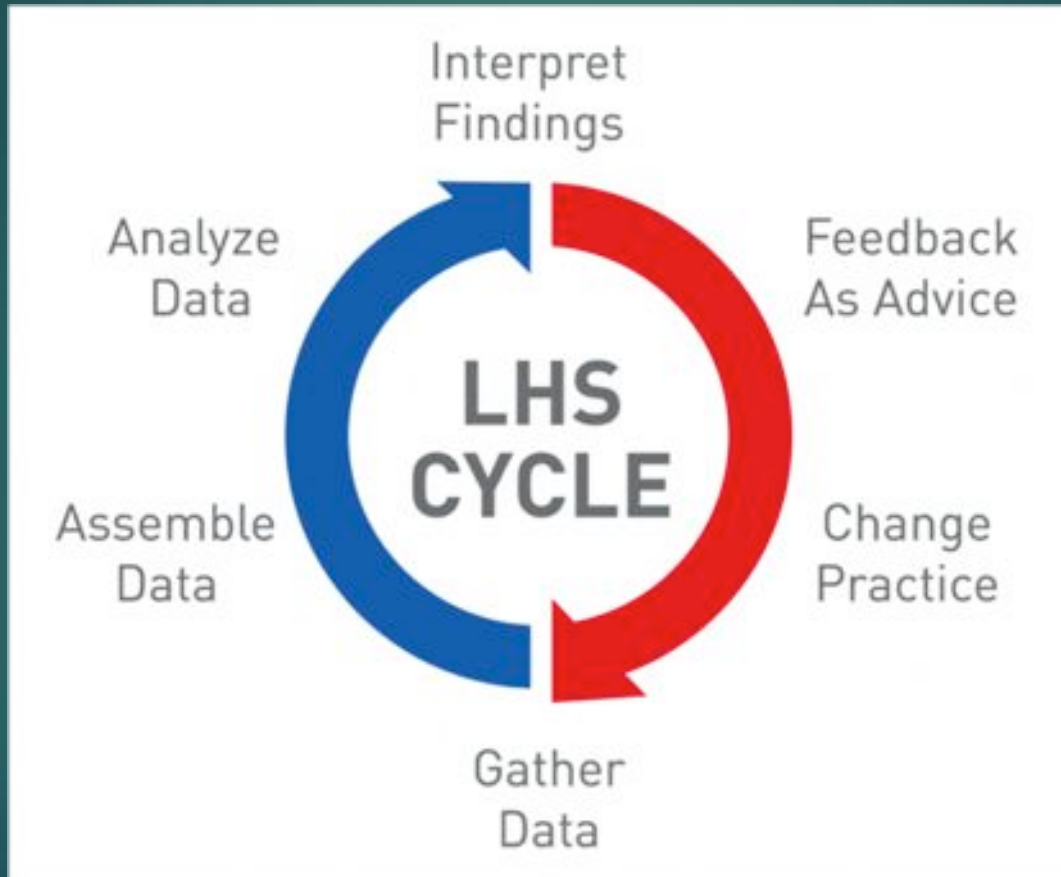 Interpret
Findings
Feedback
As Advice
Change
Practice
Gather
Data
Assemble
Data
Analyze
Data
LHS
CYCLE